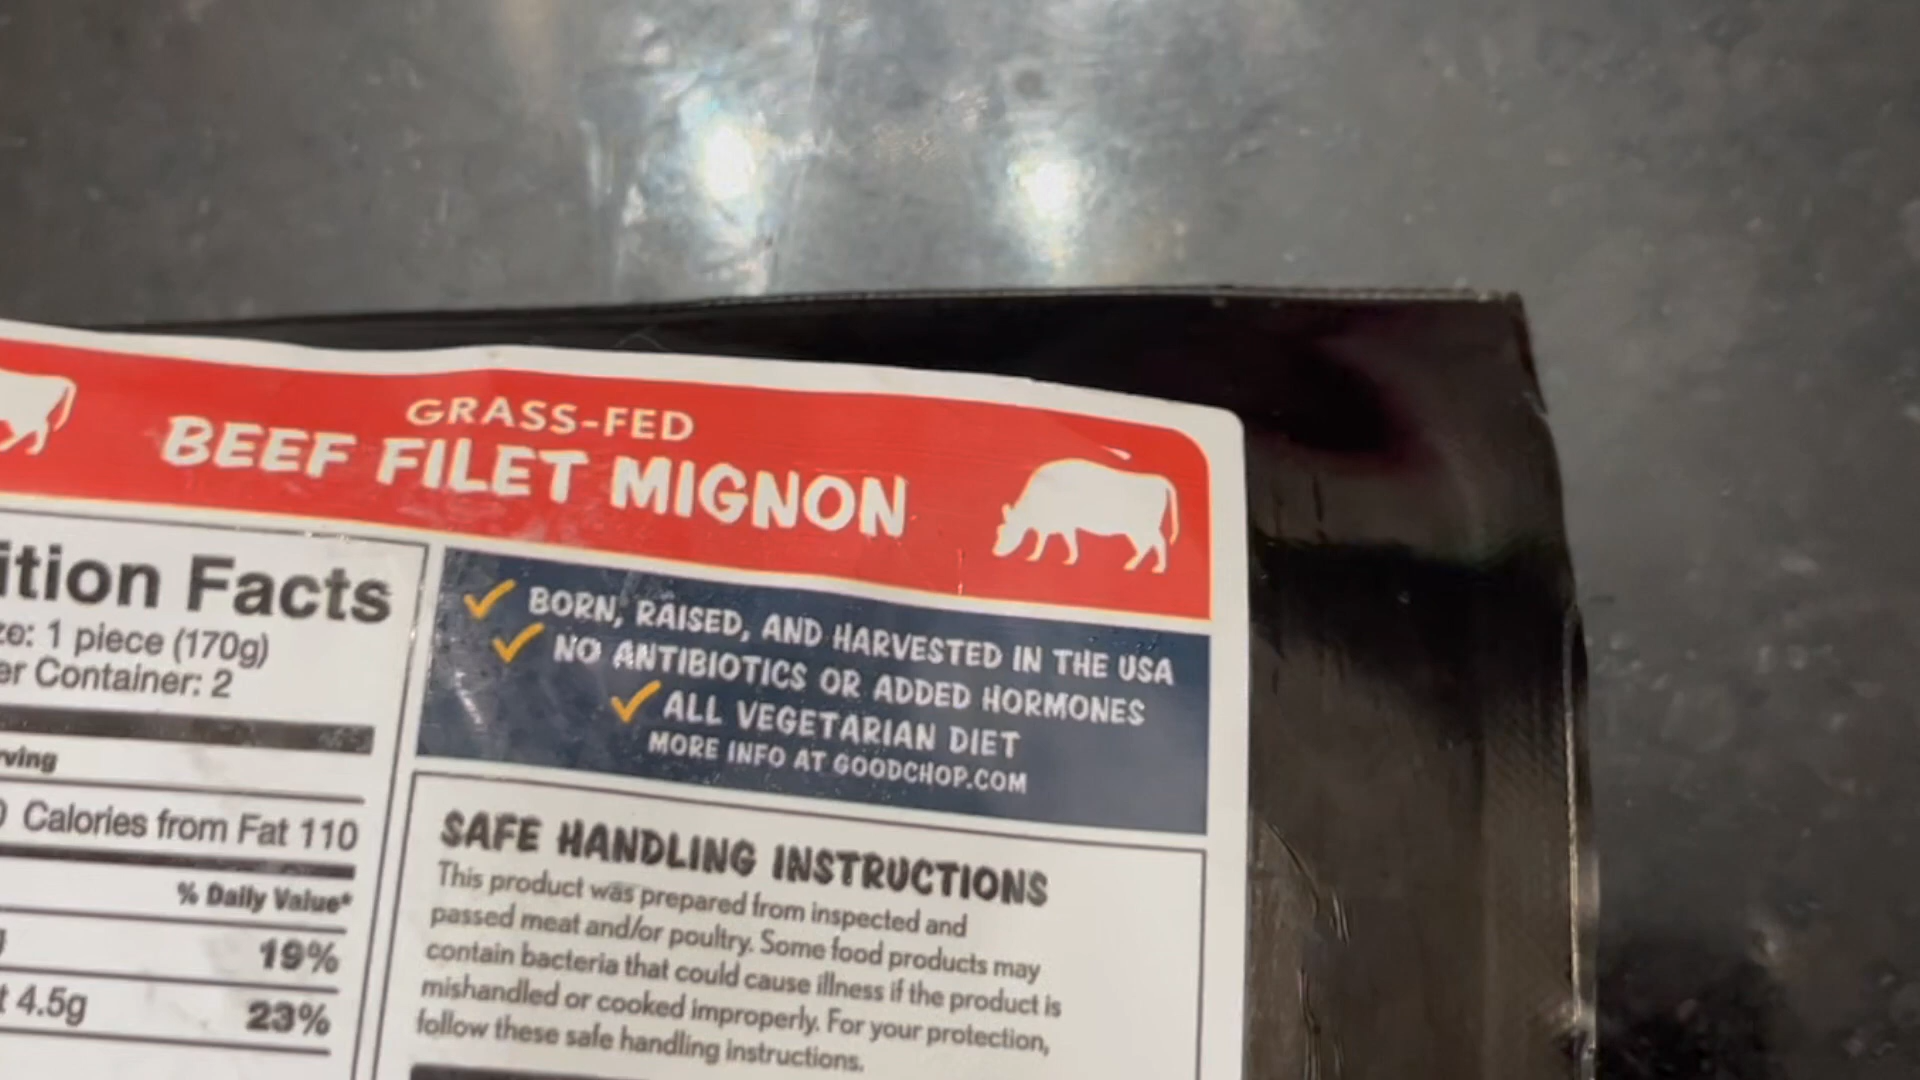 GRASS-FED
BEEF FILET MIGNON
Facts
1 piece (170g)
Container: 2
Calories from Fat 110
% Daily Value*
19%
4.5g
23%
BORN, RAISED, AND HARVESTED IN THE USA
NO ANTIBIOTICS OR ADDED HORMONES
ALL VEGETARIAN DIET
MORE INFO AT GOODCHOP.COM
SAFE HANDLING INSTRUCTIONS
This product was prepared from inspected and
passed meat and/or poultry. Some food products may
contain bacteria that could cause illness if the product is
mishandled or cooked improperly. For your protection,
follow these safe handling instructions.